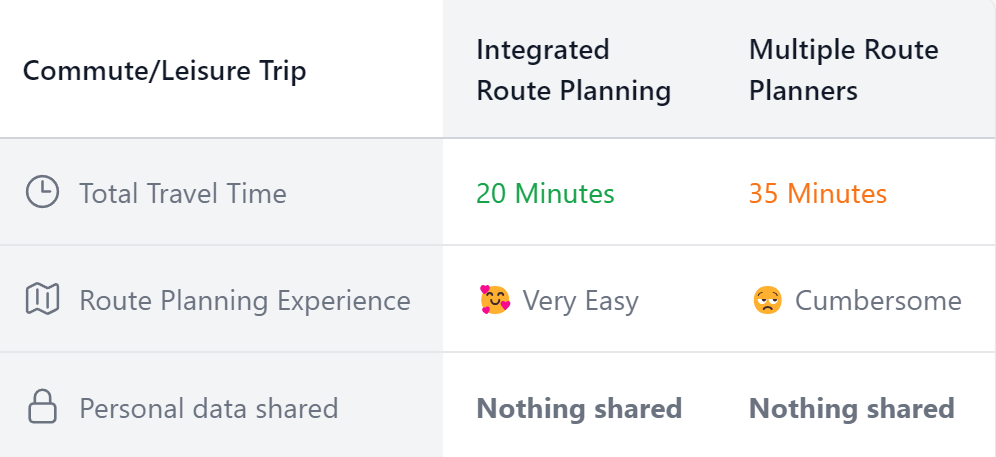 Commute/Leisure Trip
Integrated
Route Planning
Multiple Route
Planners
Total Travel Time
20 Minutes
35 Minutes
Route Planning Experience
🥰 Very Easy
😞 Cumbersome
Personal data shared
Nothing shared
Nothing shared